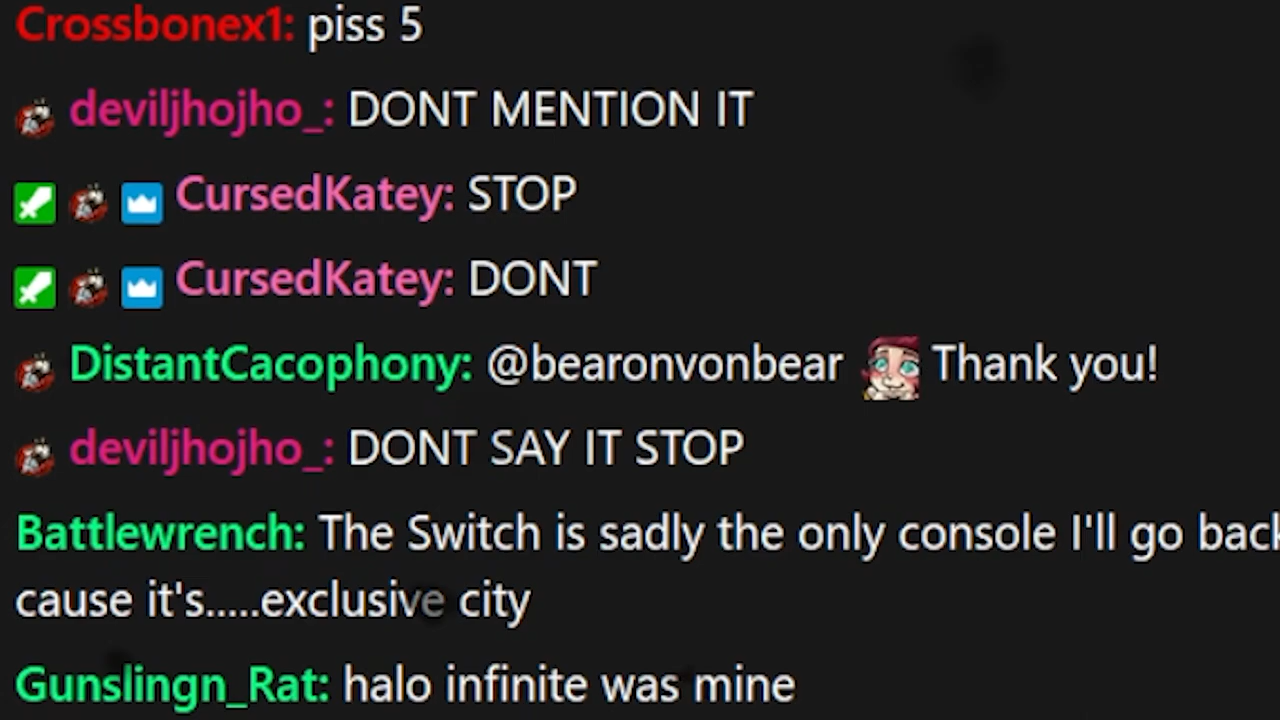 Crossbonex1: piss 5
deviljhojho_: DONT MENTION IT
CursedKatey: STOP
CursedKatey: DONT
DistantCacophony: @bearonvonbear Thank you!
deviljhojho_: DONT SAY IT STOP
Battlewrench: The Switch is sadly the only console I'll go back
cause it's.....exclusive city
Gunslingn_Rat: halo infinite was mine